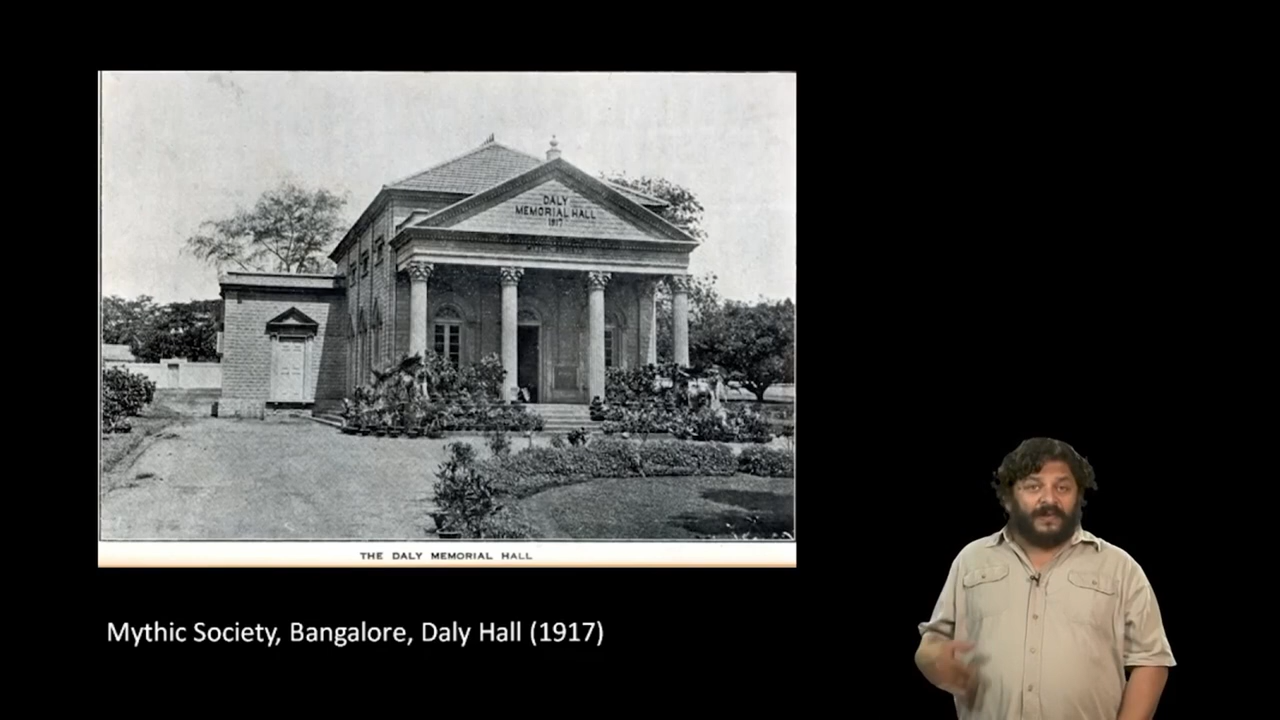 DALY
MEMORIAL HALL
1917
THE DALY MEMORIAL HALL
Mythic Society, Bangalore, Daly Hall (1917)